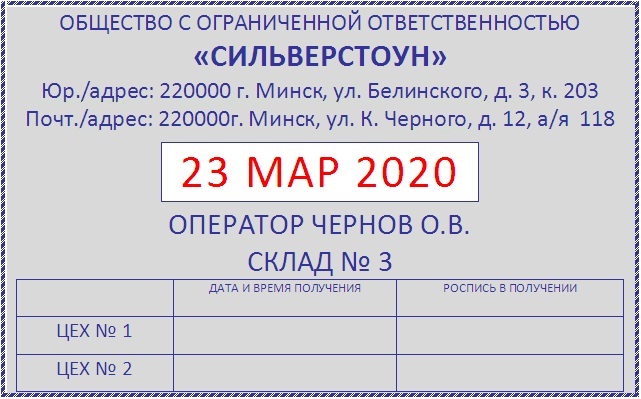 ОБЩЕСТВО С ОГРАНИЧЕННОЙ ОТВЕТСТВЕННОСТЬЮ
«СИЛЬВЕРСТОУН»
Юр./адрес: 220000 г. Минск, ул. Белинского, д. 3, к. 203
Почт./адрес: 220000г. Минск, ул. К. Черного, д. 12, а/я 118
23 МАР 2020
ОПЕРАТОР ЧЕРНОВ О.В.
СКЛАД № 3
ДАТА И ВРЕМЯ ПОЛУЧЕНИЯ РОСПИСЬ В ПОЛУЧЕНИИ
ЦЕХ № 1
ЦЕХ № 2